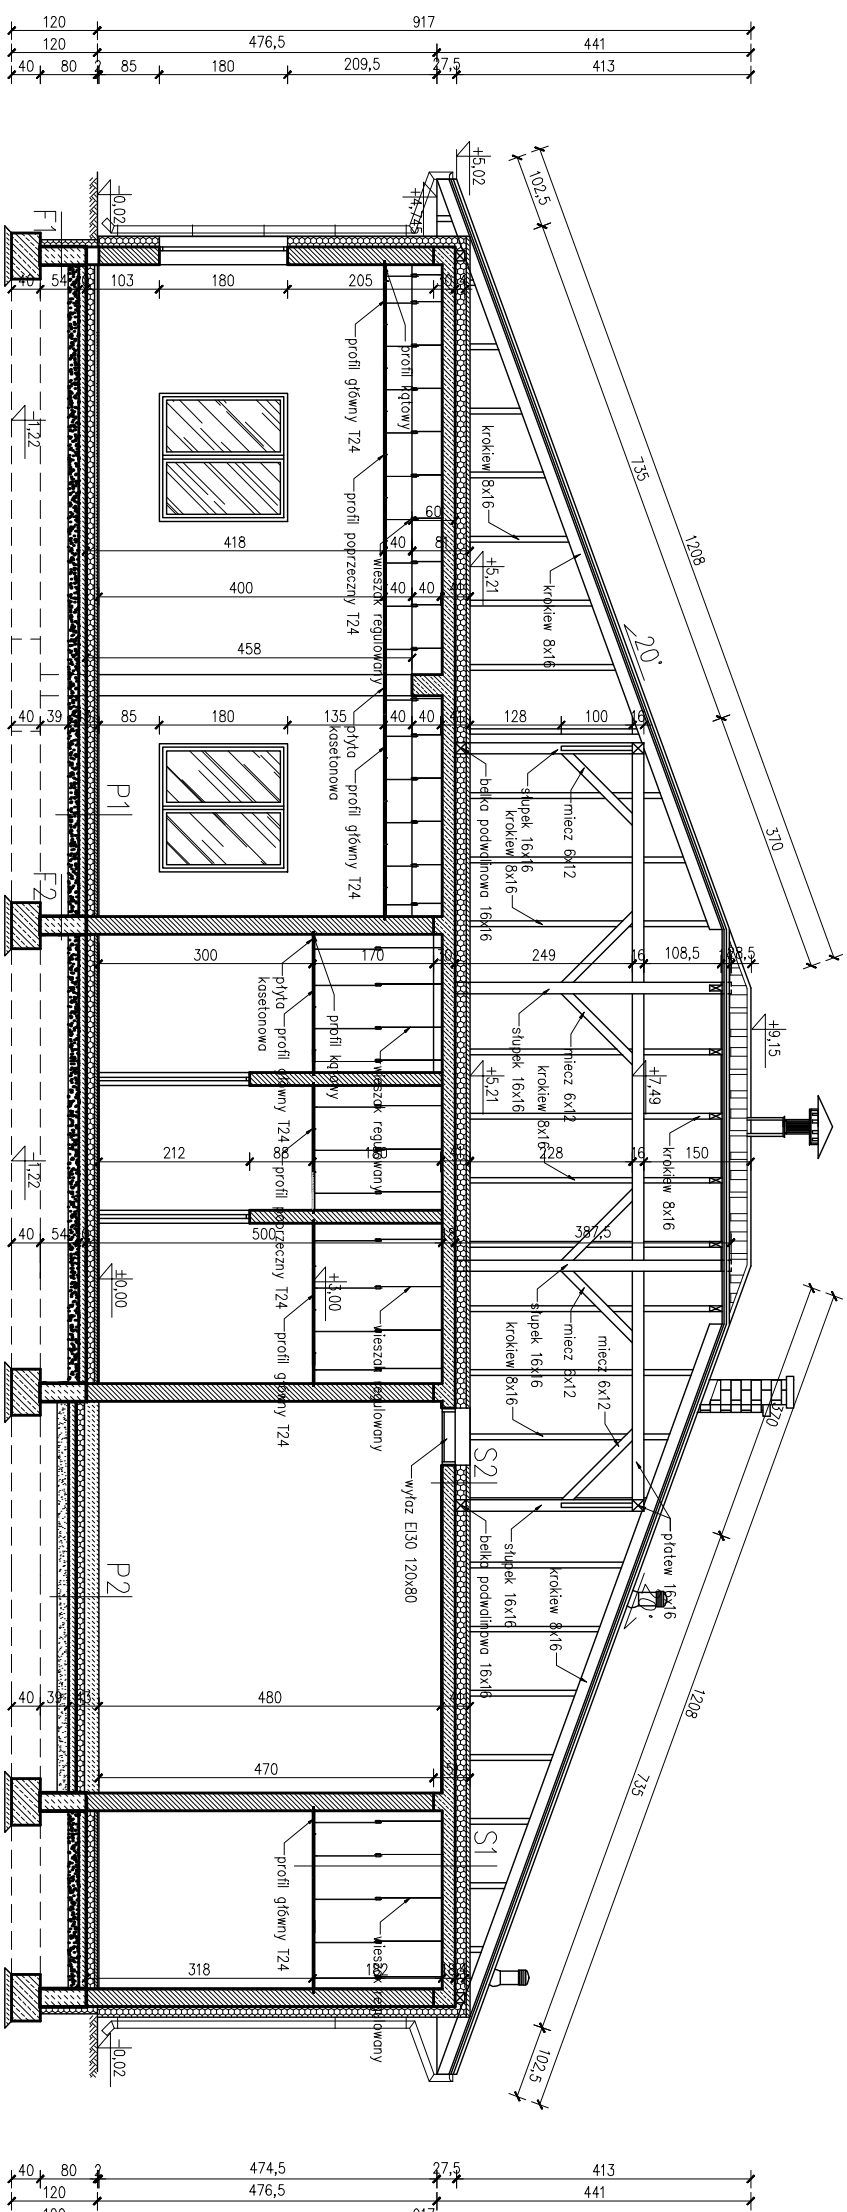 120
917
120
476,5
441
40
80
2
85
180
209,5
27,5
413
+5,02
102,5
-0,02
+4,745
F1
40
54
103
180
205
profil kątowy
profil główny T24
735
1208
-1,22
krokiew 8x16
60
profil poprzeczny T24
418
40
+5,21
400
40
40
wieszak regulowany
krokiew 8x16
20°
458
40
39
85
180
135
40
40
128
100
16
płyta
kasetonowa
profil główny T24
P1
belka podwalinowa 16x16
słupek 16x16
krokiew 8x16
miecz 6x12
370
F2
300
170
249
16
108,5
płyta
kasetonowa
profil główny T24
profil kątowy
słupek 16x16
miecz 6x12
+9,15
krokiew 8x16
+5,21
+7,49
wieszak regulowany
-1,22
212
88
228
16
150
krokiew 8x16
profil poprzeczny T24
40
54
500
387,5
±0,00
+3,00
profil główny T24
wieszak regulowany
słupek 16x16
krokiew 8x16
miecz 6x12
miecz 6x12
370
S2
wyłaz EI30 120x80
belka podwalinowa 16x16
słupek 16x16
płatew 16x16
krokiew 8x16
P2
40
39
43
480
1208
735
470
S1
profil główny T24
wieszak regulowany
318
-0,02
102,5
40
80
2
474,5
27,5
413
120
476,5
441